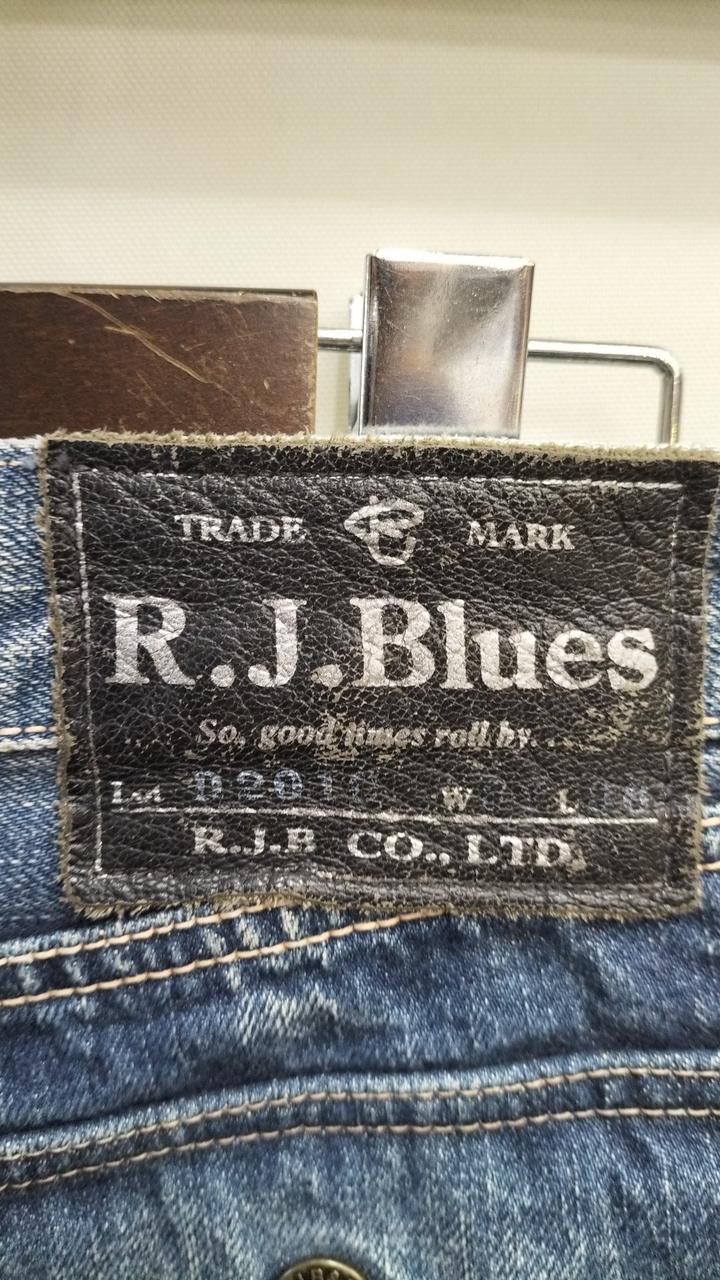 TRADE MARK
R.J.Blues
So, good times roll by...
Lot W L
R.J.B CO., LTD.